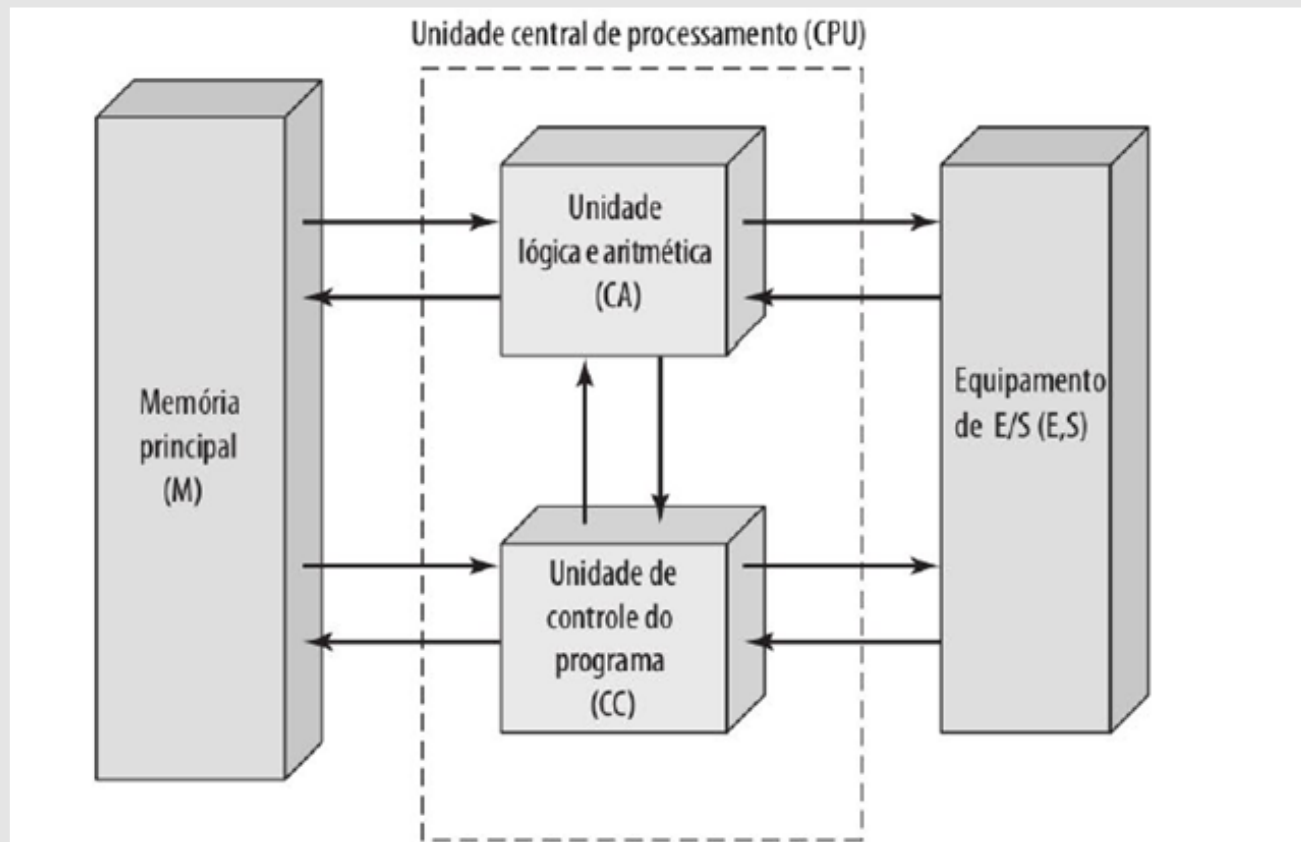 Unidade central de processamento (CPU)
Unidade
lógica e aritmética
(CA)
Memória
principal
(M)
Equipamento
de E/S (E,S)
Unidade de
controle do
programa
(CC)